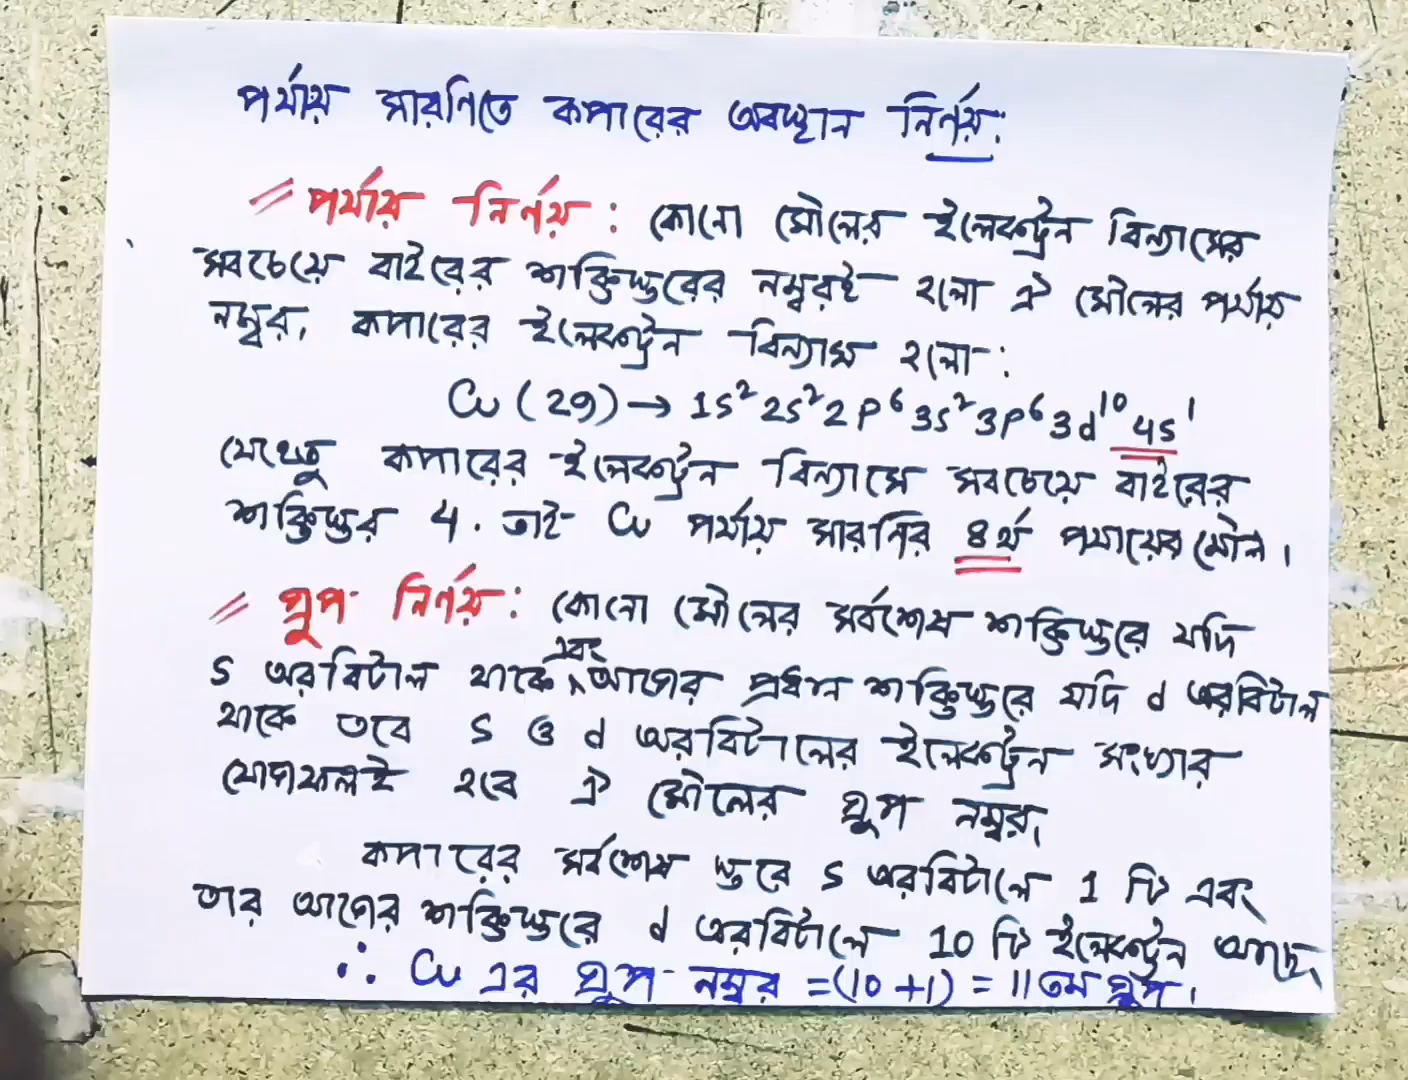 পর্যায় সারণিতে কপারের অবস্থান নির্ণয়:
পর্যায় নির্ণয় : কোনো মৌলের ইলেকট্রন বিন্যাসের
সবচেয়ে বাইরের শক্তিস্তরের নম্বরই হলো ঐ মৌলের পর্যায়
নম্বর, কপারের ইলেকট্রন বিন্যাস হলো:
Cu (29) → 1s² 2s² 2p⁶ 3s² 3p⁶ 3d¹⁰ 4s¹
যেহেতু কপারের ইলেকট্রন বিন্যাসে সবচেয়ে বাইরের
শক্তিস্তর 4. তাই Cu পর্যায় সারণির ৪র্থ পর্যায়ের মৌল।
গ্রুপ নির্ণয় : কোনো মৌলের সর্বশেষ শক্তিস্তরে যদি
s অরবিটাল থাকে এবং আগের প্রধান শক্তিস্তরে যদি d অরবিটাল
থাকে তবে s ও d অরবিটালের ইলেকট্রন সংখ্যার
যোগফলই হবে ঐ মৌলের গ্রুপ নম্বর,
কপারের সর্বশেষ স্তরে s অরবিটালে 1 টি এবং
তার আগের শক্তিস্তরে d অরবিটালে 10 টি ইলেকট্রন আছে,
∴ Cu এর গ্রুপ নম্বর = (10 +1) = 11তম গ্রুপ।